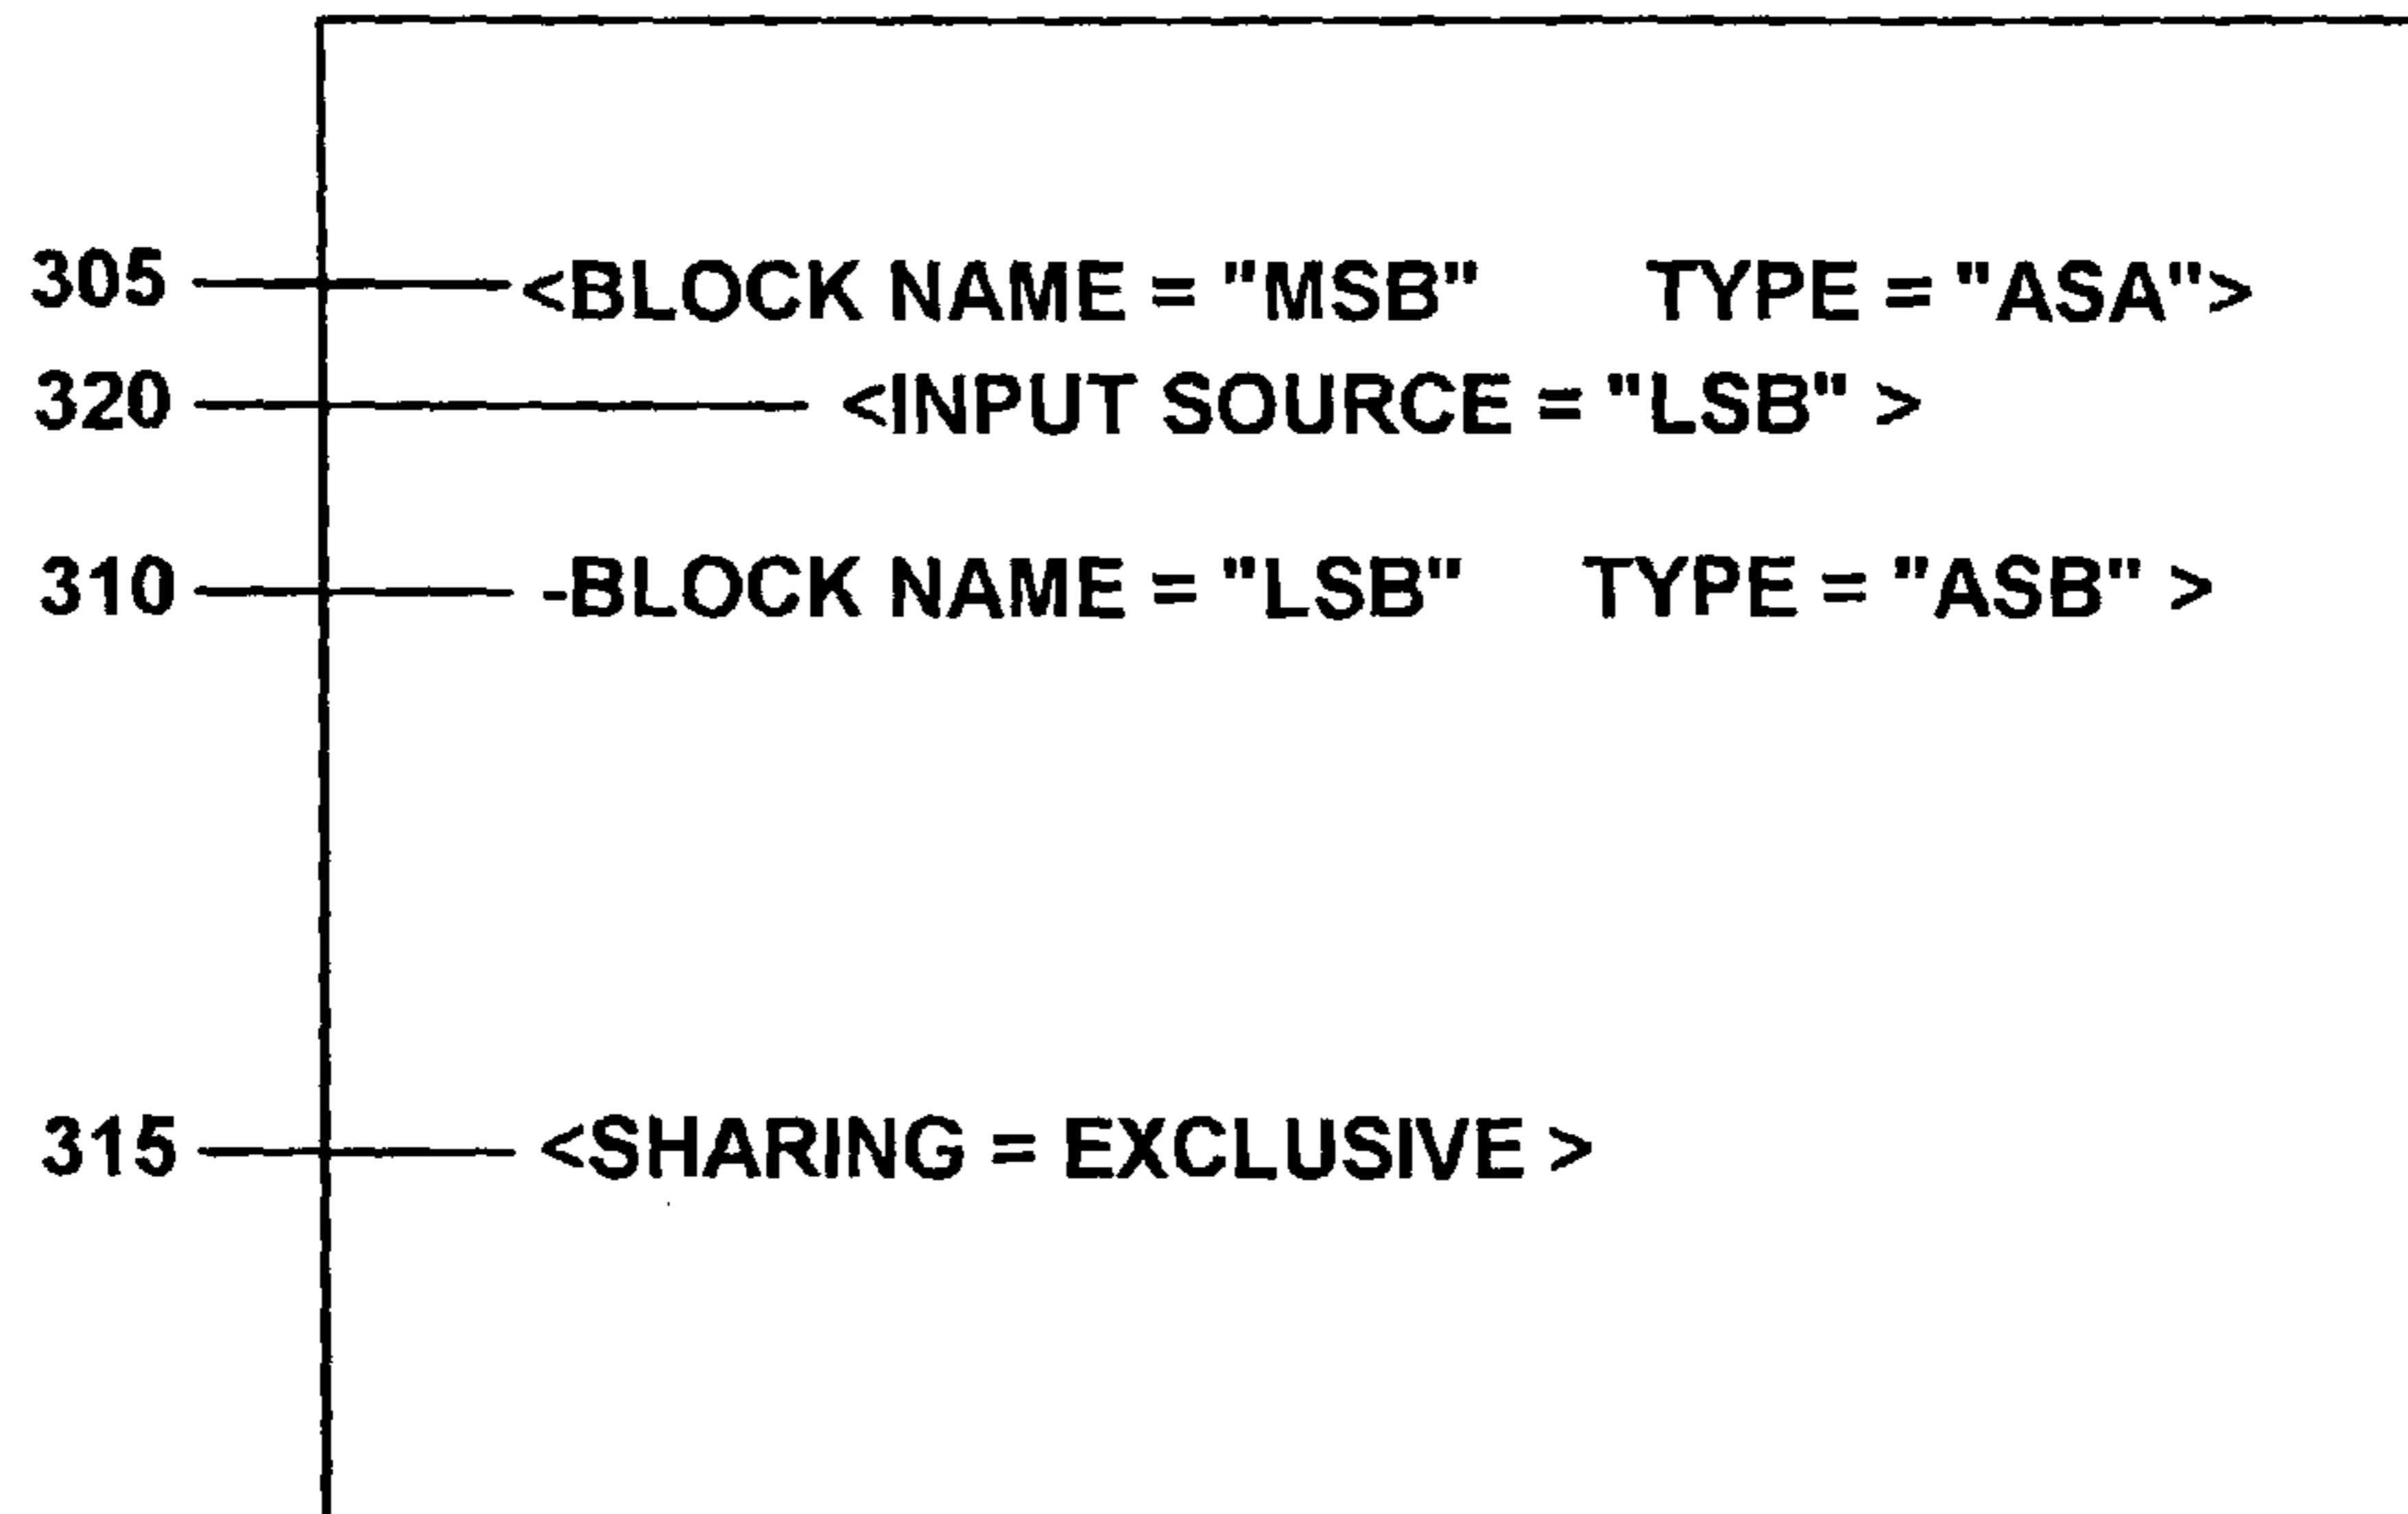 305 <BLOCK NAME = "MSB" TYPE = "ASA">
320 <INPUT SOURCE = "LSB" >
310 -BLOCK NAME = "LSB" TYPE = "ASB" >
315 <SHARING = EXCLUSIVE >